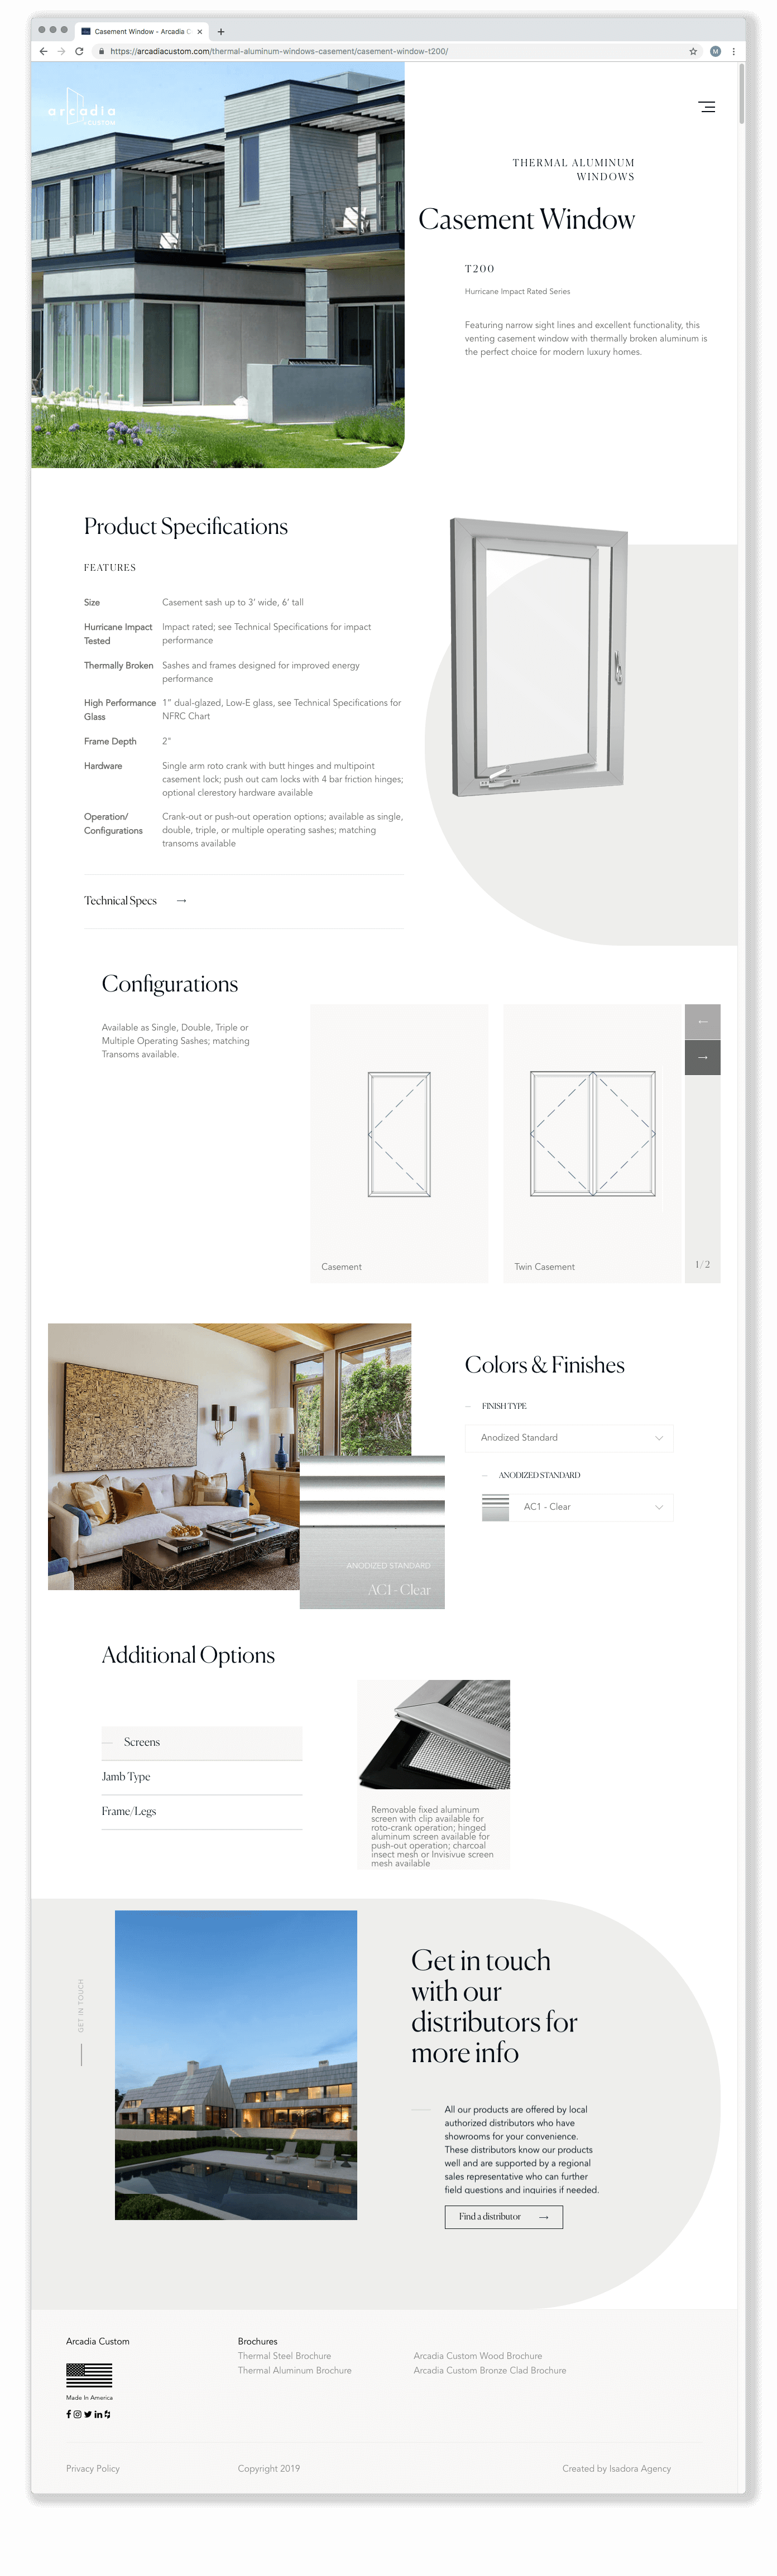 Casement Window - Arcadia C
https://arcadiacustom.com/thermal-aluminum-windows-casement/casement-window-t200/
M
arcadia
CUSTOM
THERMAL ALUMINUM
WINDOWS
Casement Window
T200
Hurricane Impact Rated Series
Featuring narrow sight lines and excellent functionality, this
venting casement window with thermally broken aluminum is
the perfect choice for modern luxury homes.
Product Specifications
FEATURES
Size Casement sash up to 3’ wide, 6’ tall
Hurricane Impact Impact rated; see Technical Specifications for impact
Tested performance
Thermally Broken Sashes and frames designed for improved energy
performance
High Performance 1” dual-glazed, Low-E glass, see Technical Specifications for
Glass NFRC Chart
Frame Depth 2"
Hardware Single arm roto crank with butt hinges and multipoint
casement lock; push out cam locks with 4 bar friction hinges;
optional clerestory hardware available
Operation/ Crank-out or push-out operation options; available as single,
Configurations double, triple, or multiple operating sashes; matching
transoms available
Technical Specs →
Configurations
Available as Single, Double, Triple or
Multiple Operating Sashes; matching
Transoms available.
Casement
Twin Casement
1/2
Colors & Finishes
FINISH TYPE
Anodized Standard
ANODIZED STANDARD
AC1 - Clear
ANODIZED STANDARD
AC1 - Clear
Additional Options
Screens
Jamb Type
Frame/Legs
Removable fixed aluminum
screen with clip available for
roto-crank operation; hinged
aluminum screen available for
push-out operation; charcoal
insect mesh or Invisivue screen
mesh available
GET IN TOUCH
Get in touch
with our
distributors for
more info
All our products are offered by local
authorized distributors who have
showrooms for your convenience.
These distributors know our products
well and are supported by a regional
sales representative who can further
field questions and inquiries if needed.
Find a distributor →
Arcadia Custom
Made In America
Brochures
Thermal Steel Brochure
Thermal Aluminum Brochure
Arcadia Custom Wood Brochure
Arcadia Custom Bronze Clad Brochure
Privacy Policy
Copyright 2019
Created by Isadora Agency